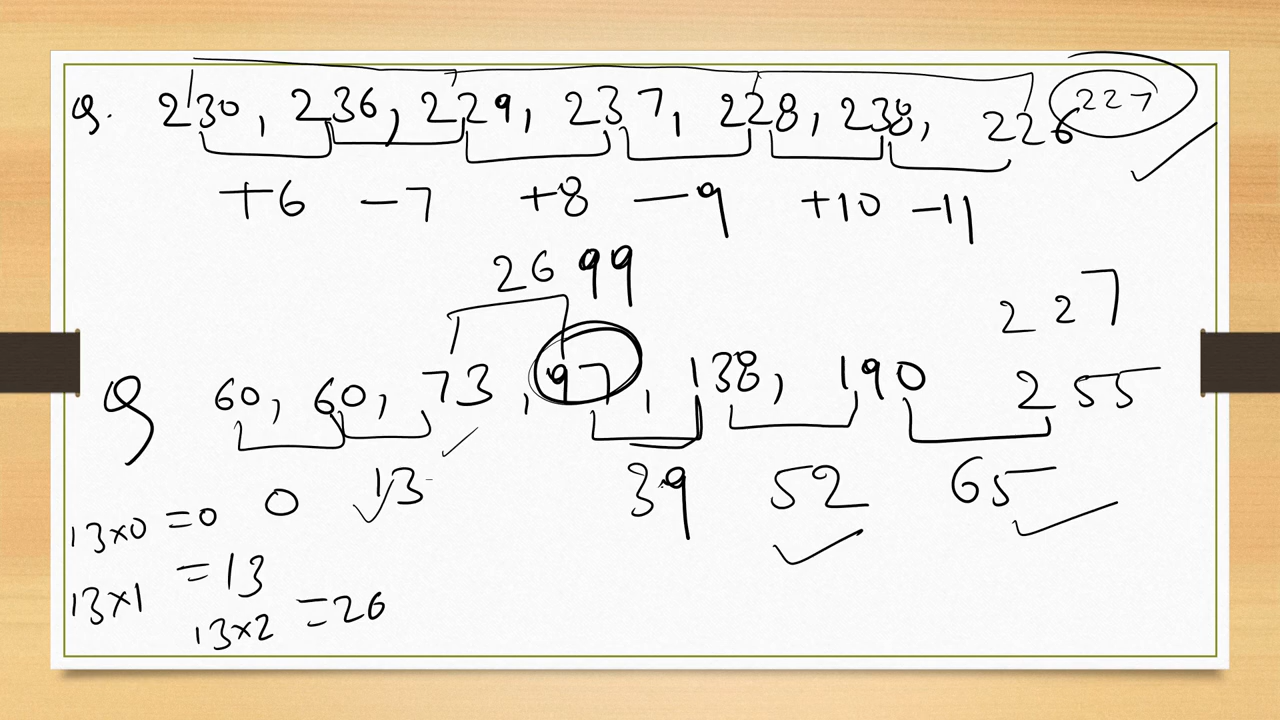 Q. 230, 236, 229, 237, 228, 238, 226 227
+6 -7 +8 -9 +10 -11
26 99
227
Q 60, 60, 73, 97, 138, 190 255
0 13 39 52 65
13×0 =0
13×1 =13
13×2 =26